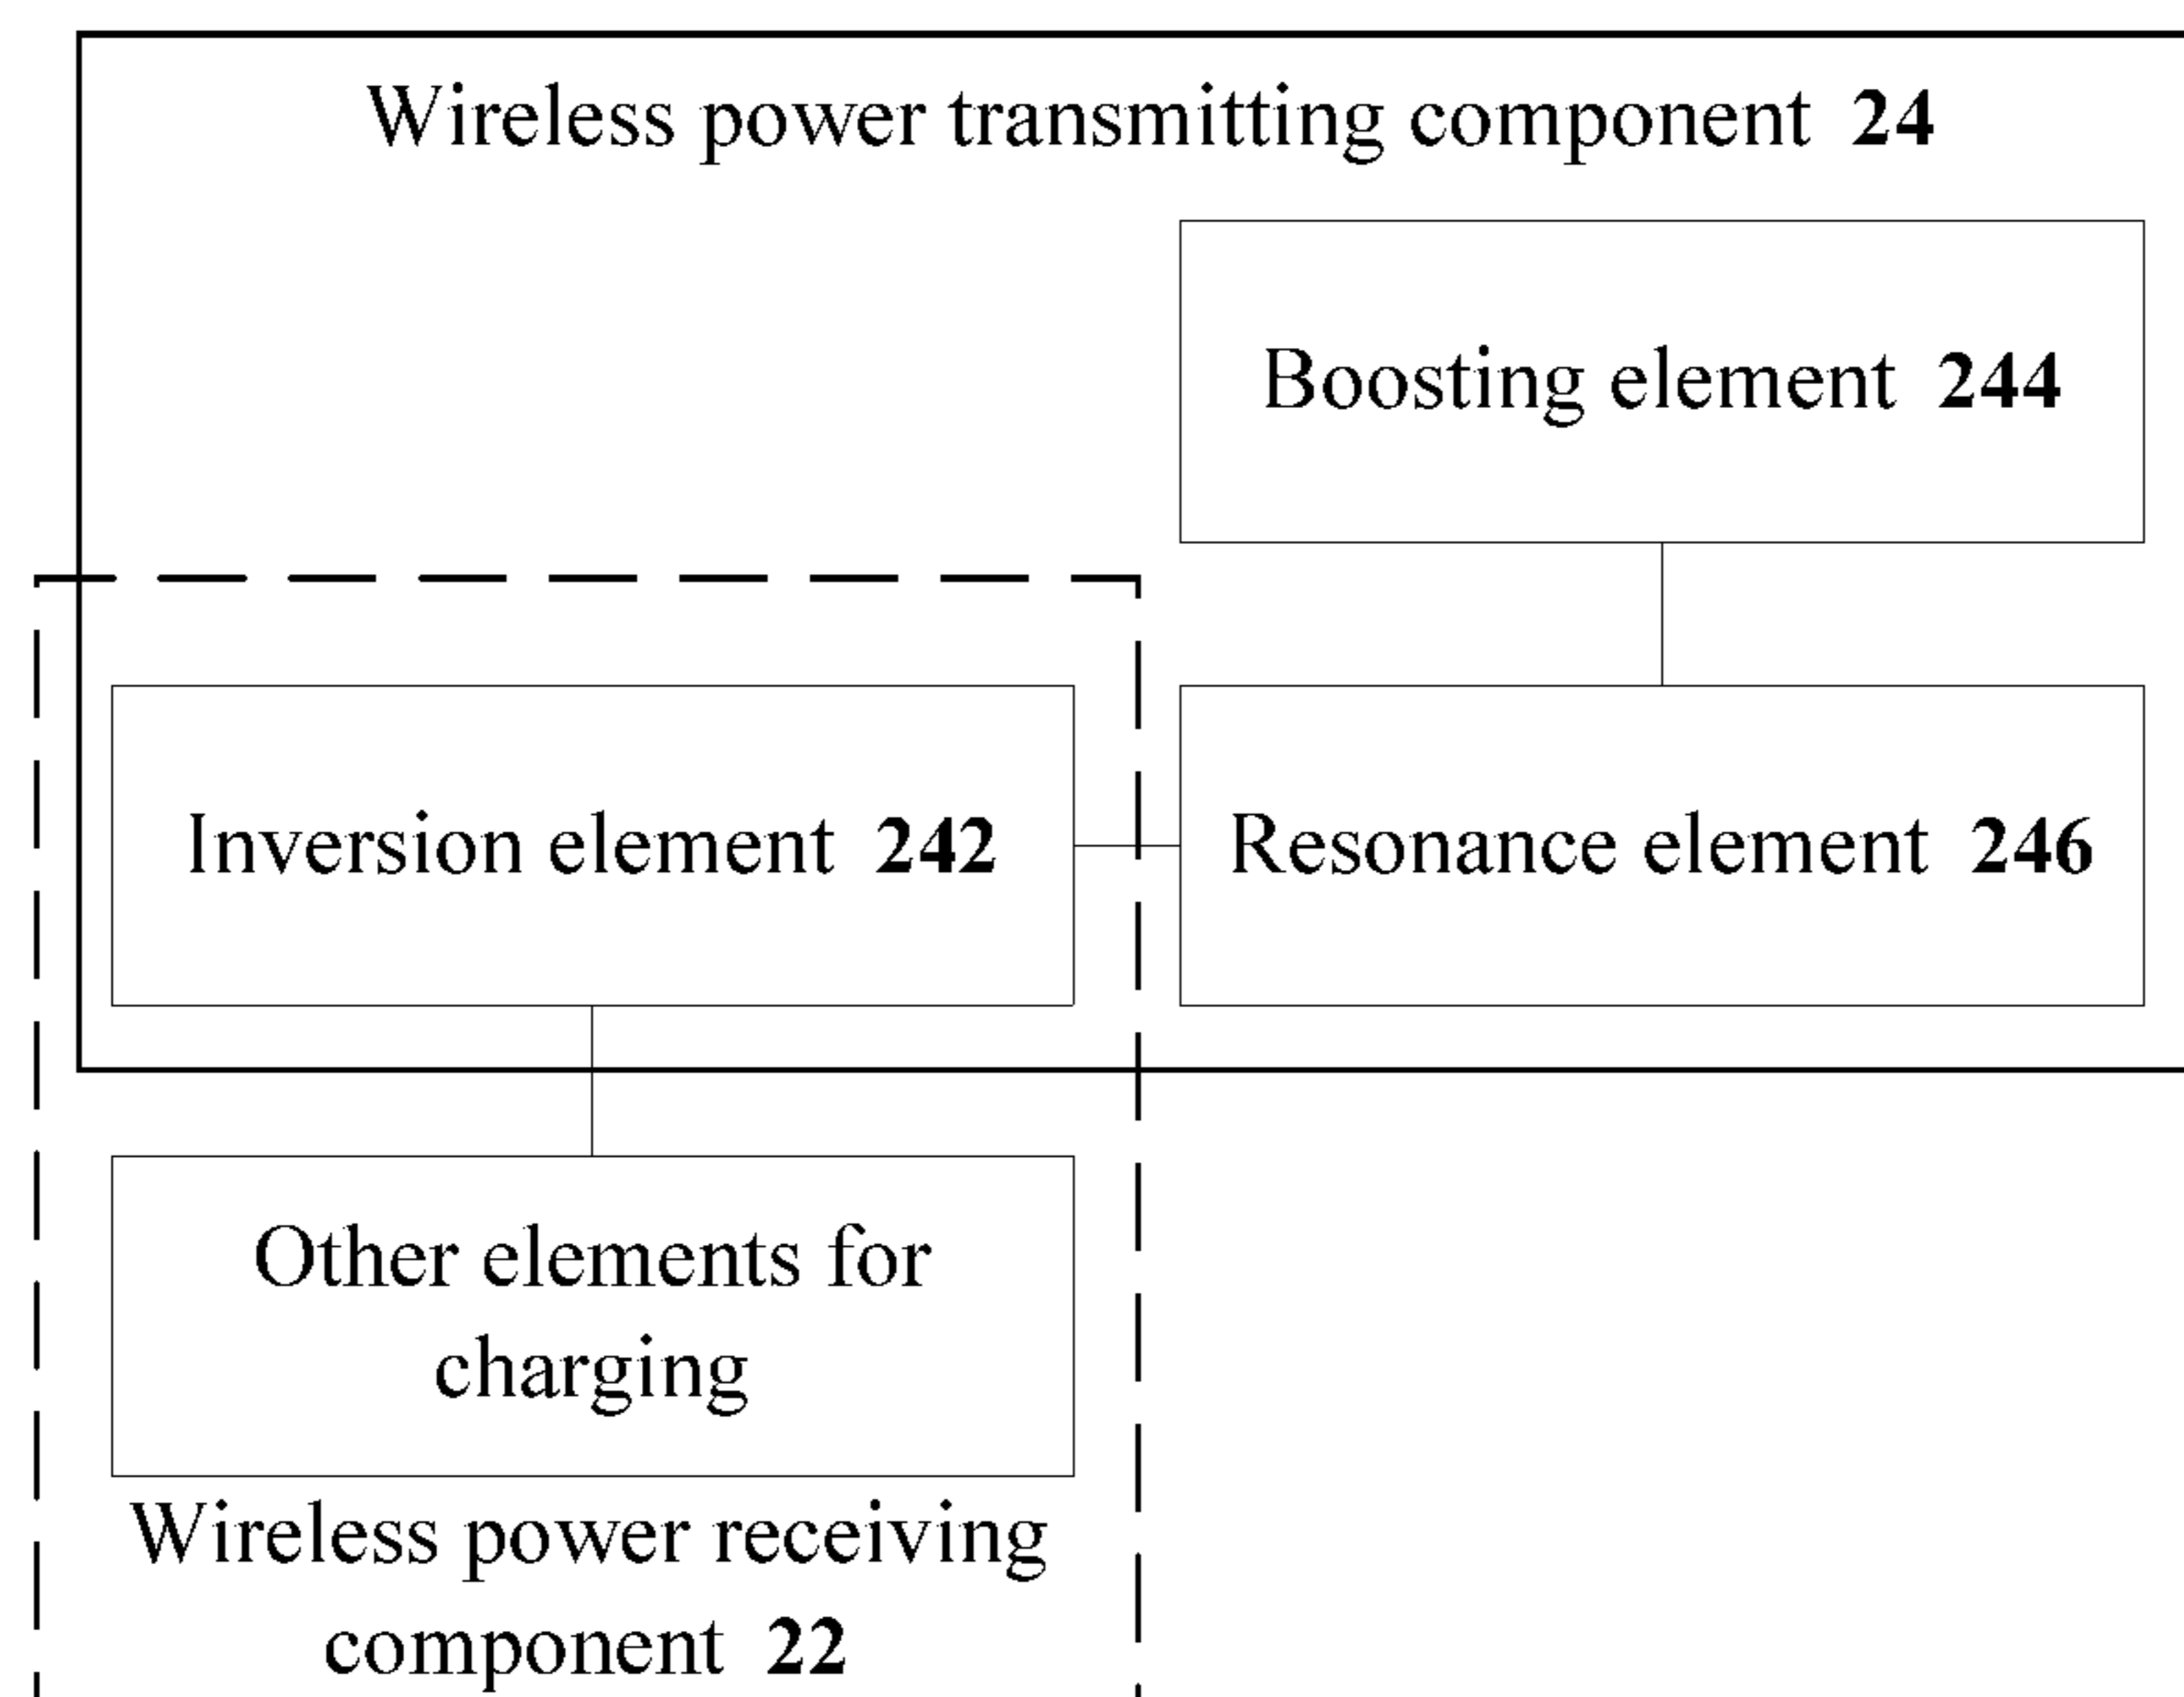 Wireless power transmitting component 24
Boosting element 244
Inversion element 242
Resonance element 246
Other elements for
charging
Wireless power receiving
component 22